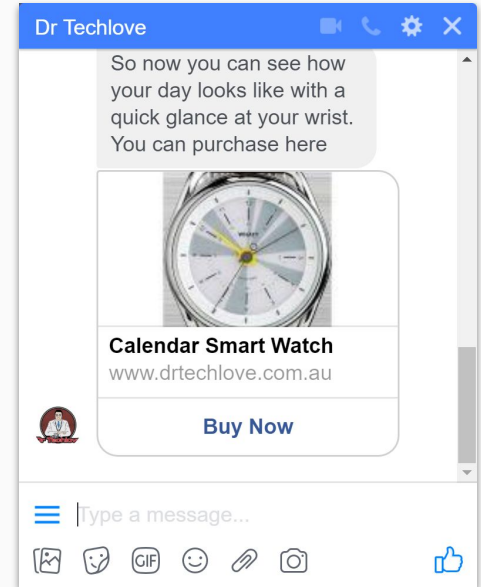 Dr Techlove
So now you can see how
your day looks like with a
quick glance at your wrist.
You can purchase here
Calendar Smart Watch
www.drtechlove.com.au
Buy Now
Type a message...
GIF